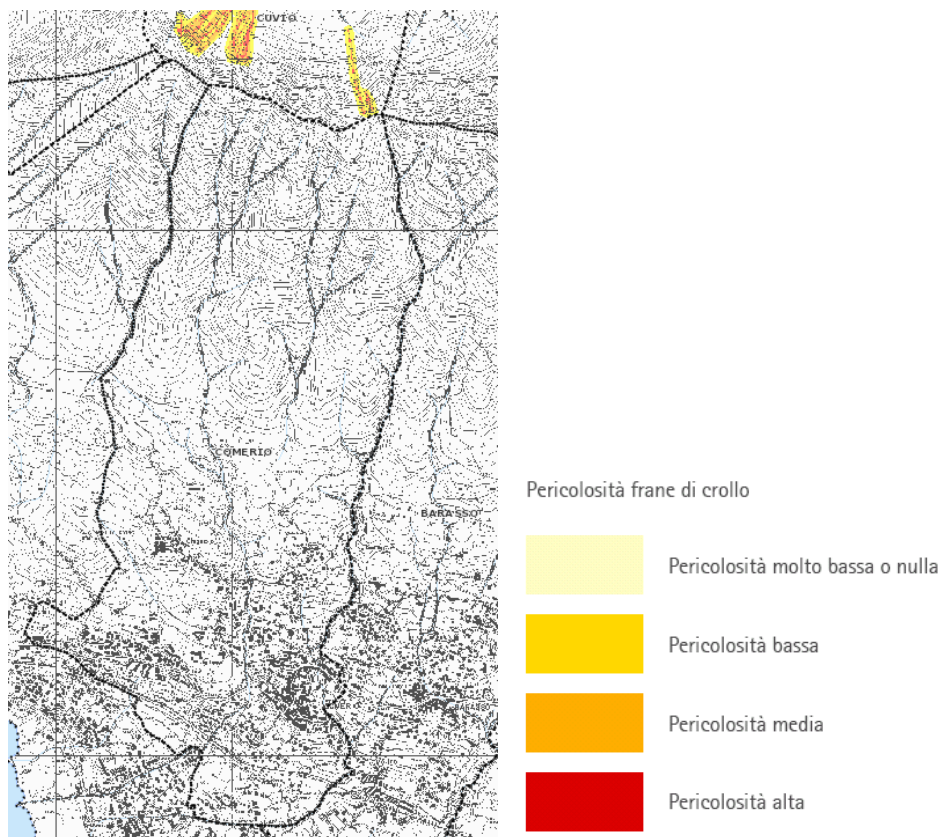 CUVIO
COMERIO
BARASSO
Pericolosità frane di crollo
Pericolosità molto bassa o nulla
Pericolosità bassa
Pericolosità media
Pericolosità alta